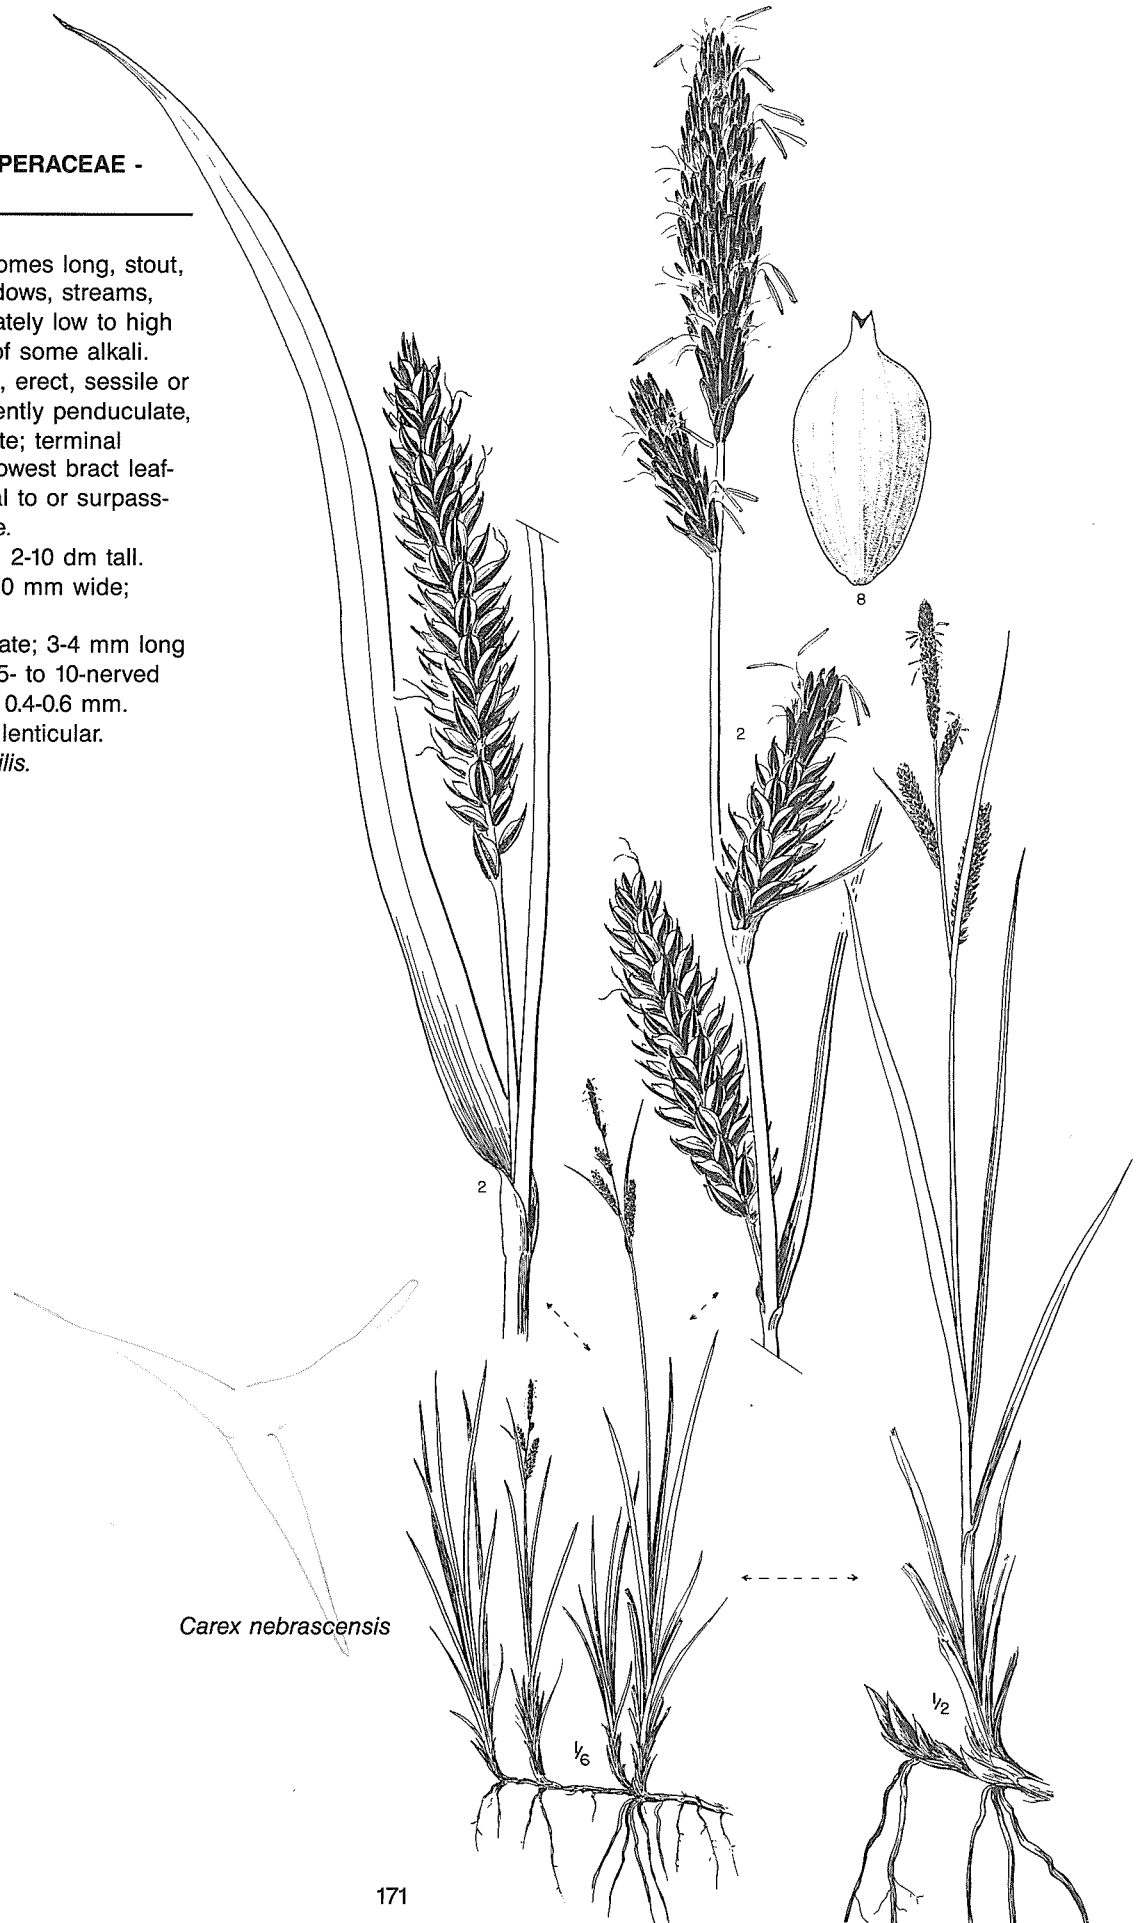 PERACEAE -
omes long, stout,
dows, streams,
ately low to high
of some alkali.
, erect, sessile or
ently penduculate,
te; terminal
owest bract leaf-
al to or surpass-
e.
2-10 dm tall.
0 mm wide;
ate; 3-4 mm long
5- to 10-nerved
0.4-0.6 mm.
lenticular.
ilis.
8
2
2
Carex nebrascensis
1/2
1/6
171